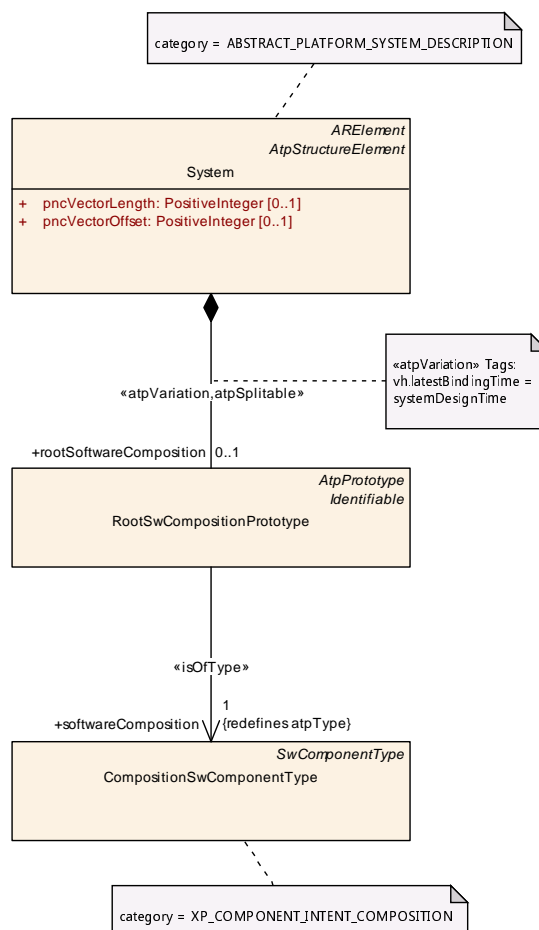 category = ABSTRACT_PLATFORM_SYSTEM_DESCRIPTION
ARElement
AtpStructureElement
System
+ pncVectorLength: PositiveInteger [0..1]
+ pncVectorOffset: PositiveInteger [0..1]
«atpVariation» Tags:
vh.latestBindingTime =
systemDesignTime
«atpVariation,atpSplitable»
+rootSoftwareComposition 0..1
AtpPrototype
Identifiable
RootSwCompositionPrototype
«isOfType»
1
+softwareComposition {redefines atpType}
SwComponentType
CompositionSwComponentType
category = XP_COMPONENT_INTENT_COMPOSITION